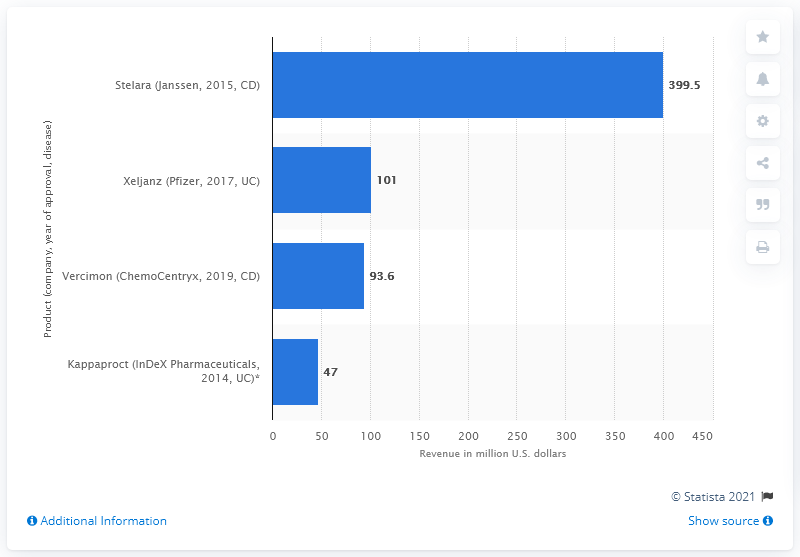 Product (company, year of approval, disease)
Stelara (Janssen, 2015, CD)
399.5
Xeljanz (Pfizer, 2017, UC)
101
Vercimon (ChemoCentryx, 2019, CD)
93.6
Kappaproct (InDeX Pharmaceuticals,
2014, UC)*
47
0 50 100 150 200 250 300 350 400 450
Revenue in million U.S. dollars
© Statista 2021
Additional Information
Show source